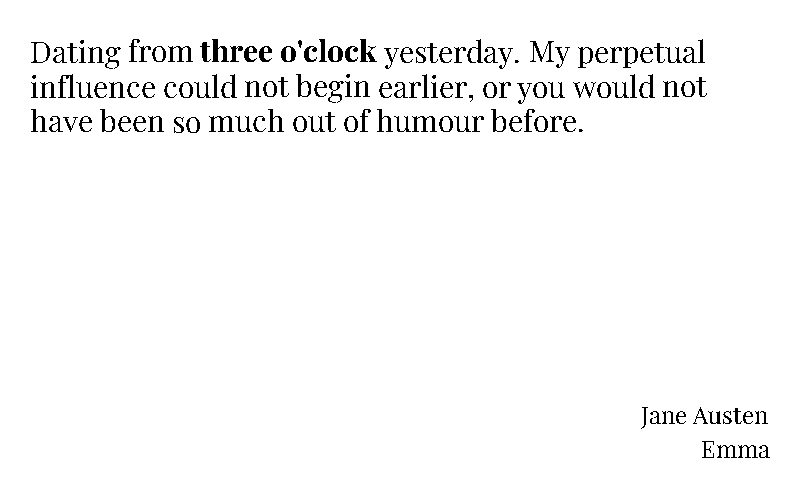 Dating from three o'clock yesterday. My perpetual
influence could not begin earlier, or you would not
have been so much out of humour before.
Jane Austen
Emma